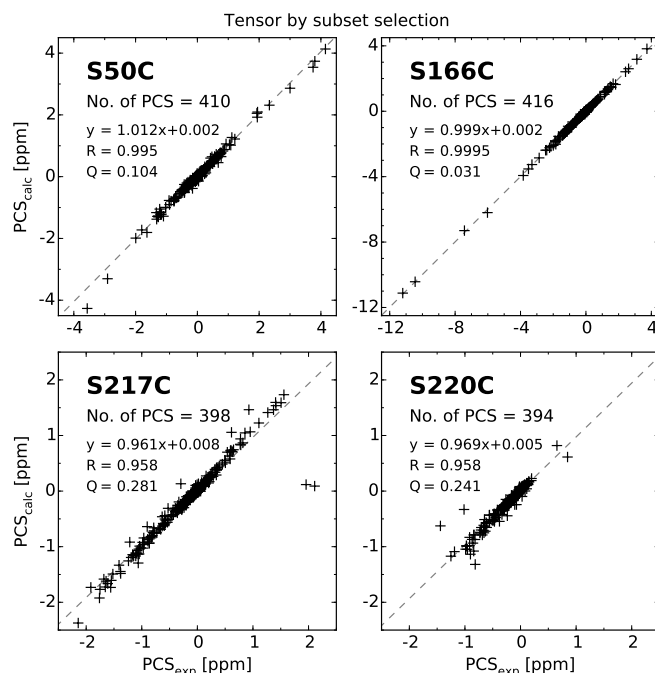 Tensor by subset selection
S50C
No. of PCS = 410
y = 1.012x+0.002
R = 0.995
Q = 0.104
PCScalc [ppm]
4
2
0
-2
-4
-4 -2 0 2 4
S166C
No. of PCS = 416
y = 0.999x+0.002
R = 0.9995
Q = 0.031
4
0
-4
-8
-12
-12 -8 -4 0 4
S217C
No. of PCS = 398
y = 0.961x+0.008
R = 0.958
Q = 0.281
PCScalc [ppm]
2
1
0
-1
-2
-2 -1 0 1 2
PCSexp [ppm]
S220C
No. of PCS = 394
y = 0.969x+0.005
R = 0.958
Q = 0.241
2
1
0
-1
-2
-2 -1 0 1 2
PCSexp [ppm]